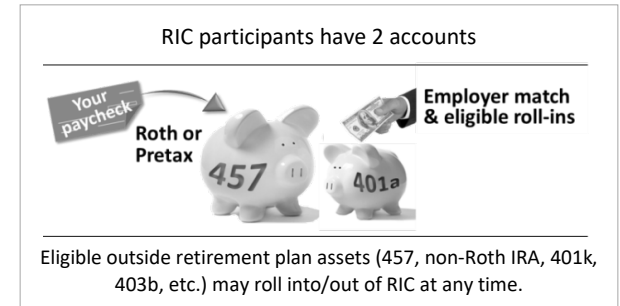 RIC participants have 2 accounts
Your
paycheck
Roth or
Pretax
457
Employer match
& eligible roll-ins
401a
Eligible outside retirement plan assets (457, non-Roth IRA, 401k,
403b, etc.) may roll into/out of RIC at any time.